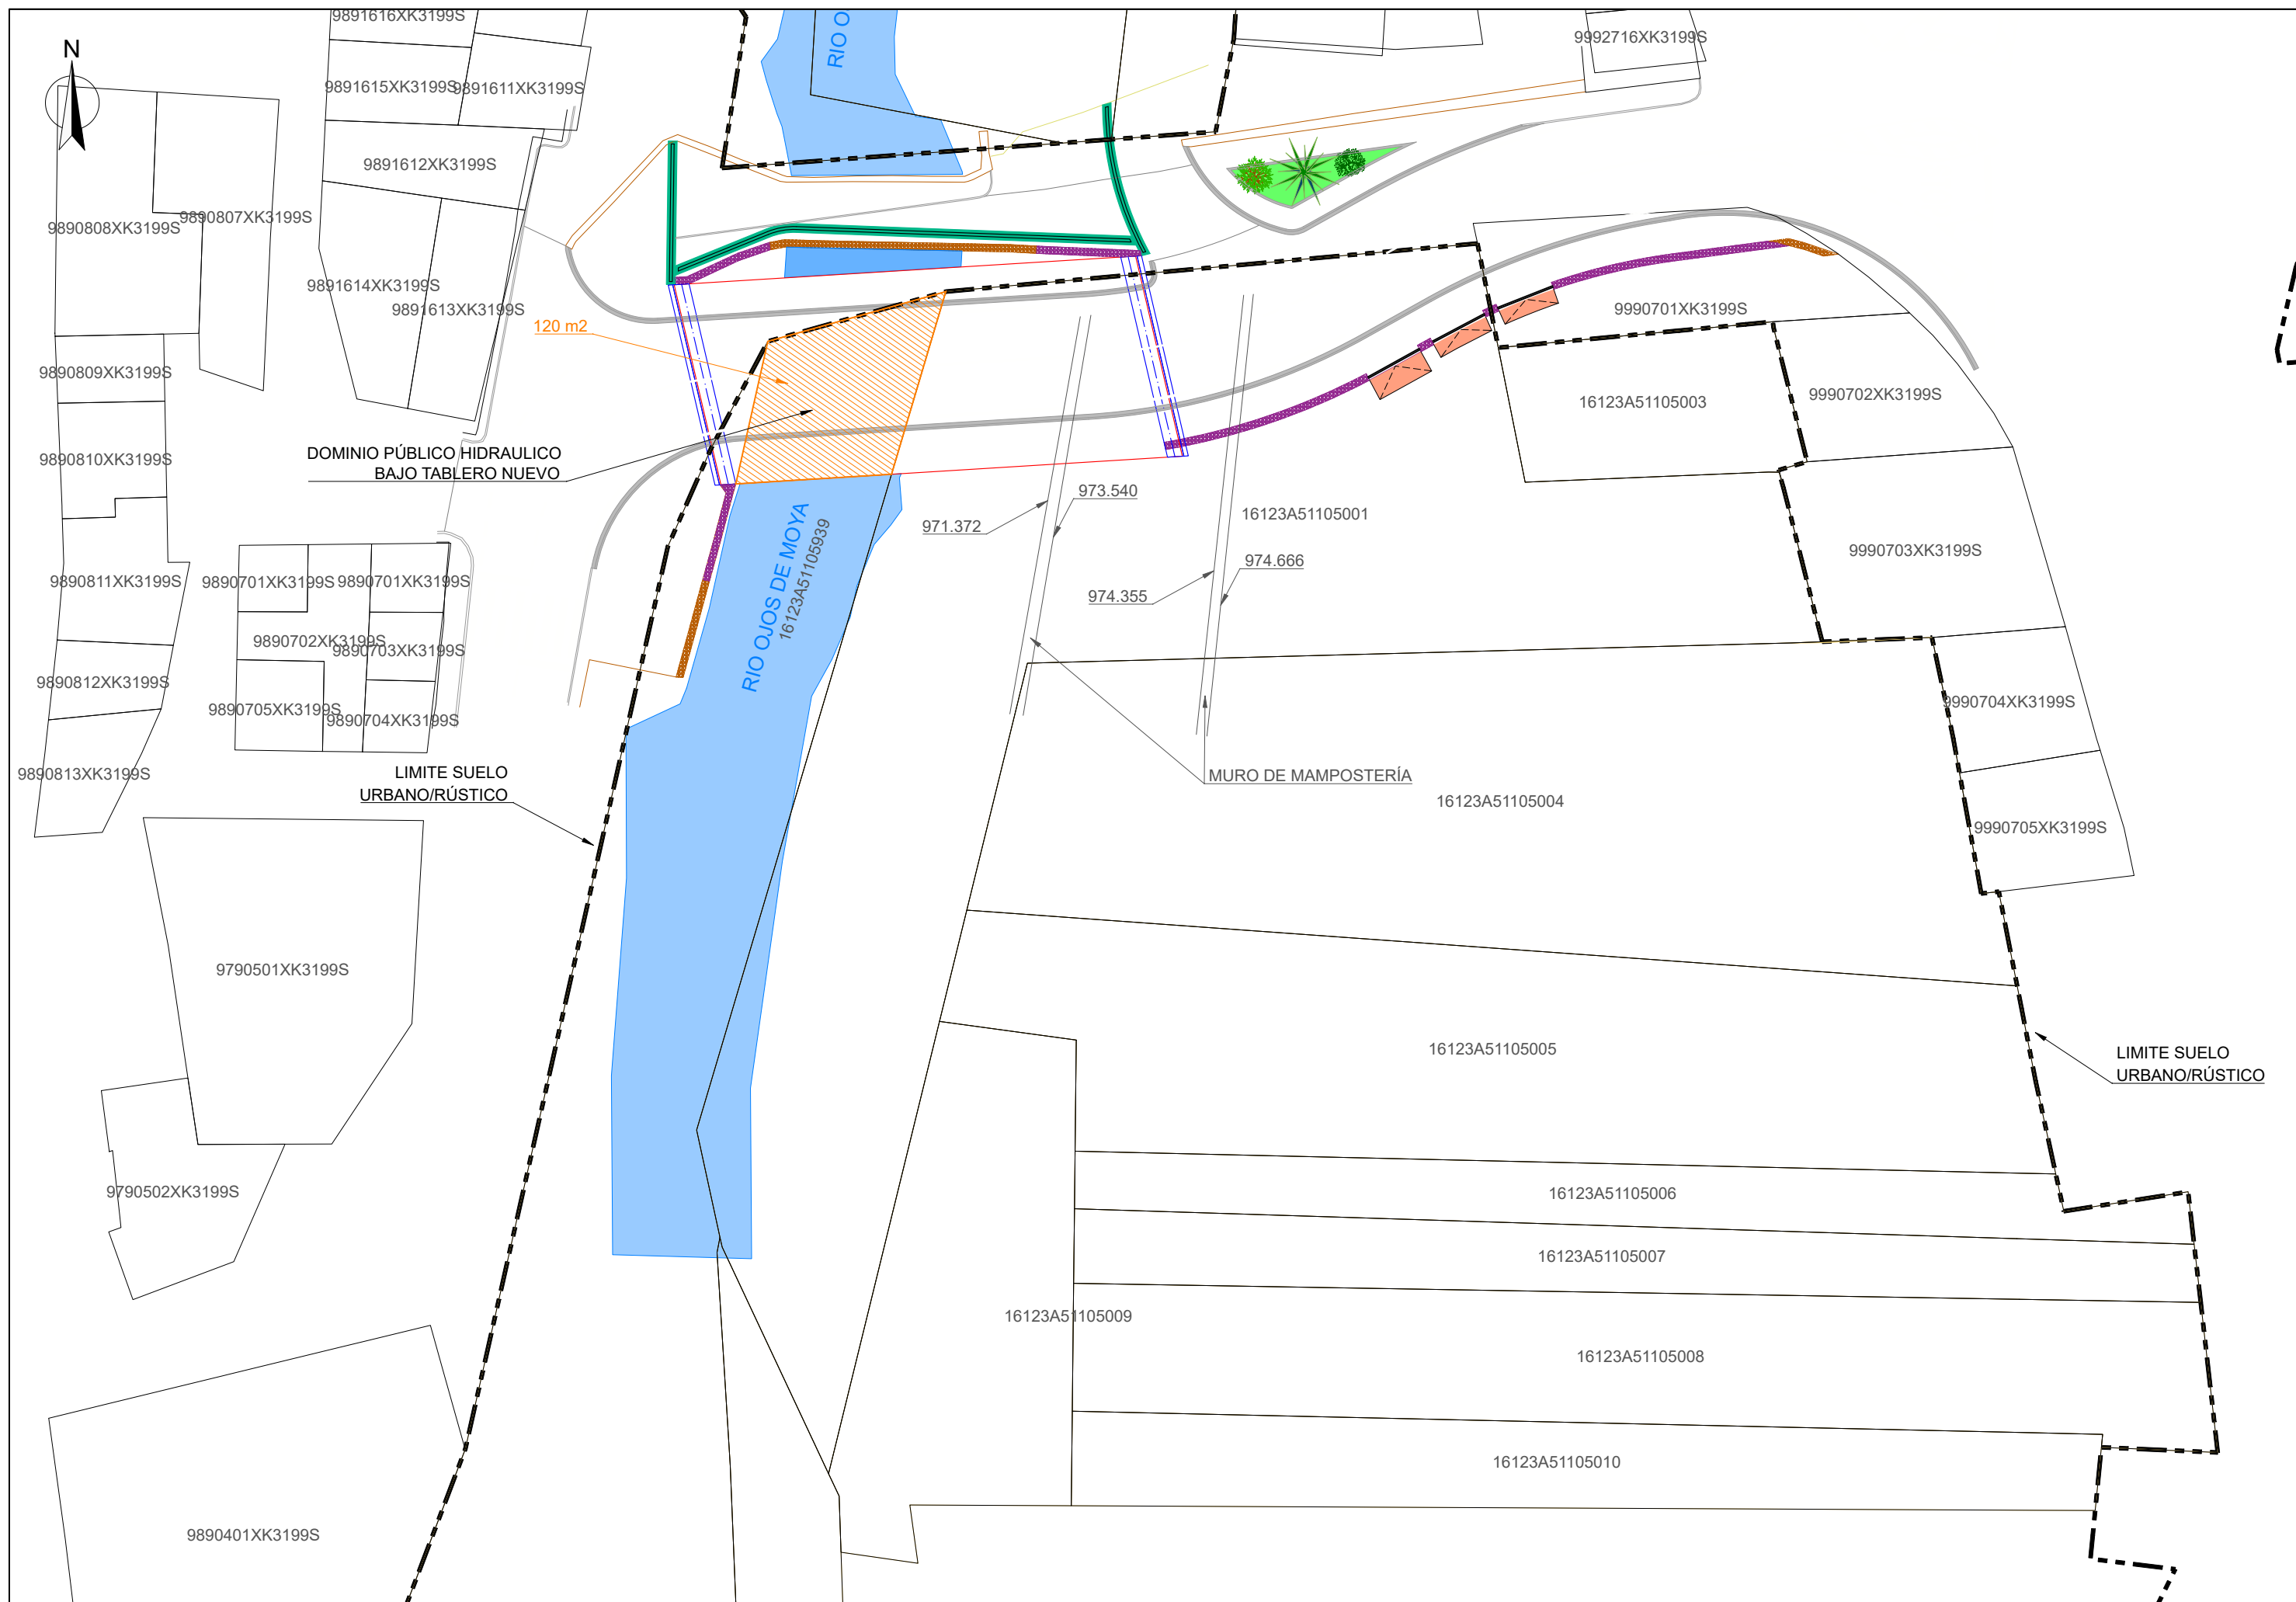 9891616XK3199S
RIO O
9992716XK3199S
N
9891615XK3199S
9891611XK3199S
9891612XK3199S
9890807XK3199S
9890808XK3199S
9891614XK3199S
9891613XK3199S
9990701XK3199S
120 m2
9890809XK3199S
9990702XK3199S
16123A51105003
DOMINIO PÚBLICO HIDRAULICO
BAJO TABLERO NUEVO
9890810XK3199S
973.540
971.372
16123A51105001
RIO OJOS DE MOYA
16123A51105939
9990703XK3199S
974.666
974.355
9890811XK3199S
9890701XK3199S
9890701XK3199S
9890702XK3199S
9890703XK3199S
9890812XK3199S
9890705XK3199S
9890704XK3199S
9990704XK3199S
9890813XK3199S
LIMITE SUELO
URBANO/RÚSTICO
MURO DE MAMPOSTERÍA
16123A51105004
9990705XK3199S
9790501XK3199S
16123A51105005
LIMITE SUELO
URBANO/RÚSTICO
9790502XK3199S
16123A51105006
16123A51105007
16123A51105009
16123A51105008
16123A51105010
9890401XK3199S